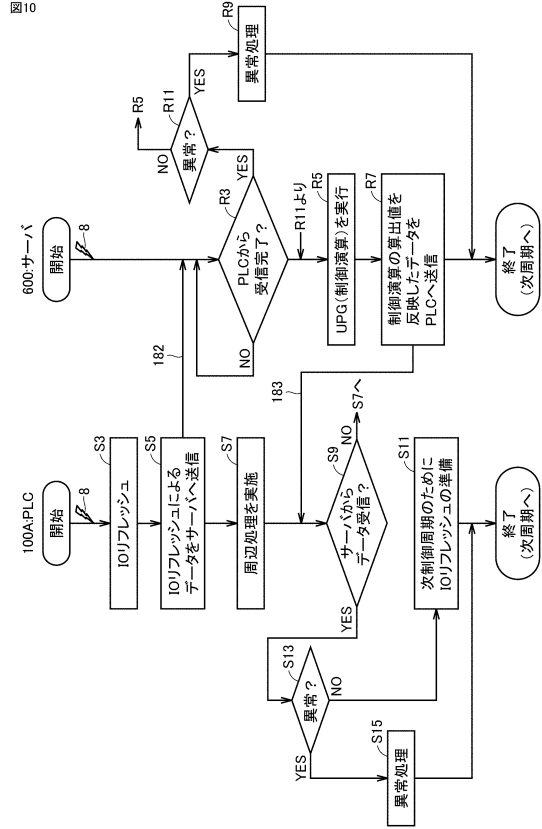 図10
100A:PLC
開始
8
S3
IOリフレッシュ
S5
IOリフレッシュによる
データをサーバへ送信
182
S7
周辺処理を実施
183
S9
サーバから
データ受信？
NO
S7へ
YES
S13
異常？
NO
YES
S15
異常処理
S11
次制御周期のために
IOリフレッシュの準備
終了
(次周期へ)
600:サーバ
開始
8
R3
PLCから
受信完了？
NO
YES
R11
異常？
NO
R5
YES
R9
異常処理
R11より
R5
UPG(制御演算)を実行
R7
制御演算の算出値を
反映したデータを
PLCへ送信
終了
(次周期へ)